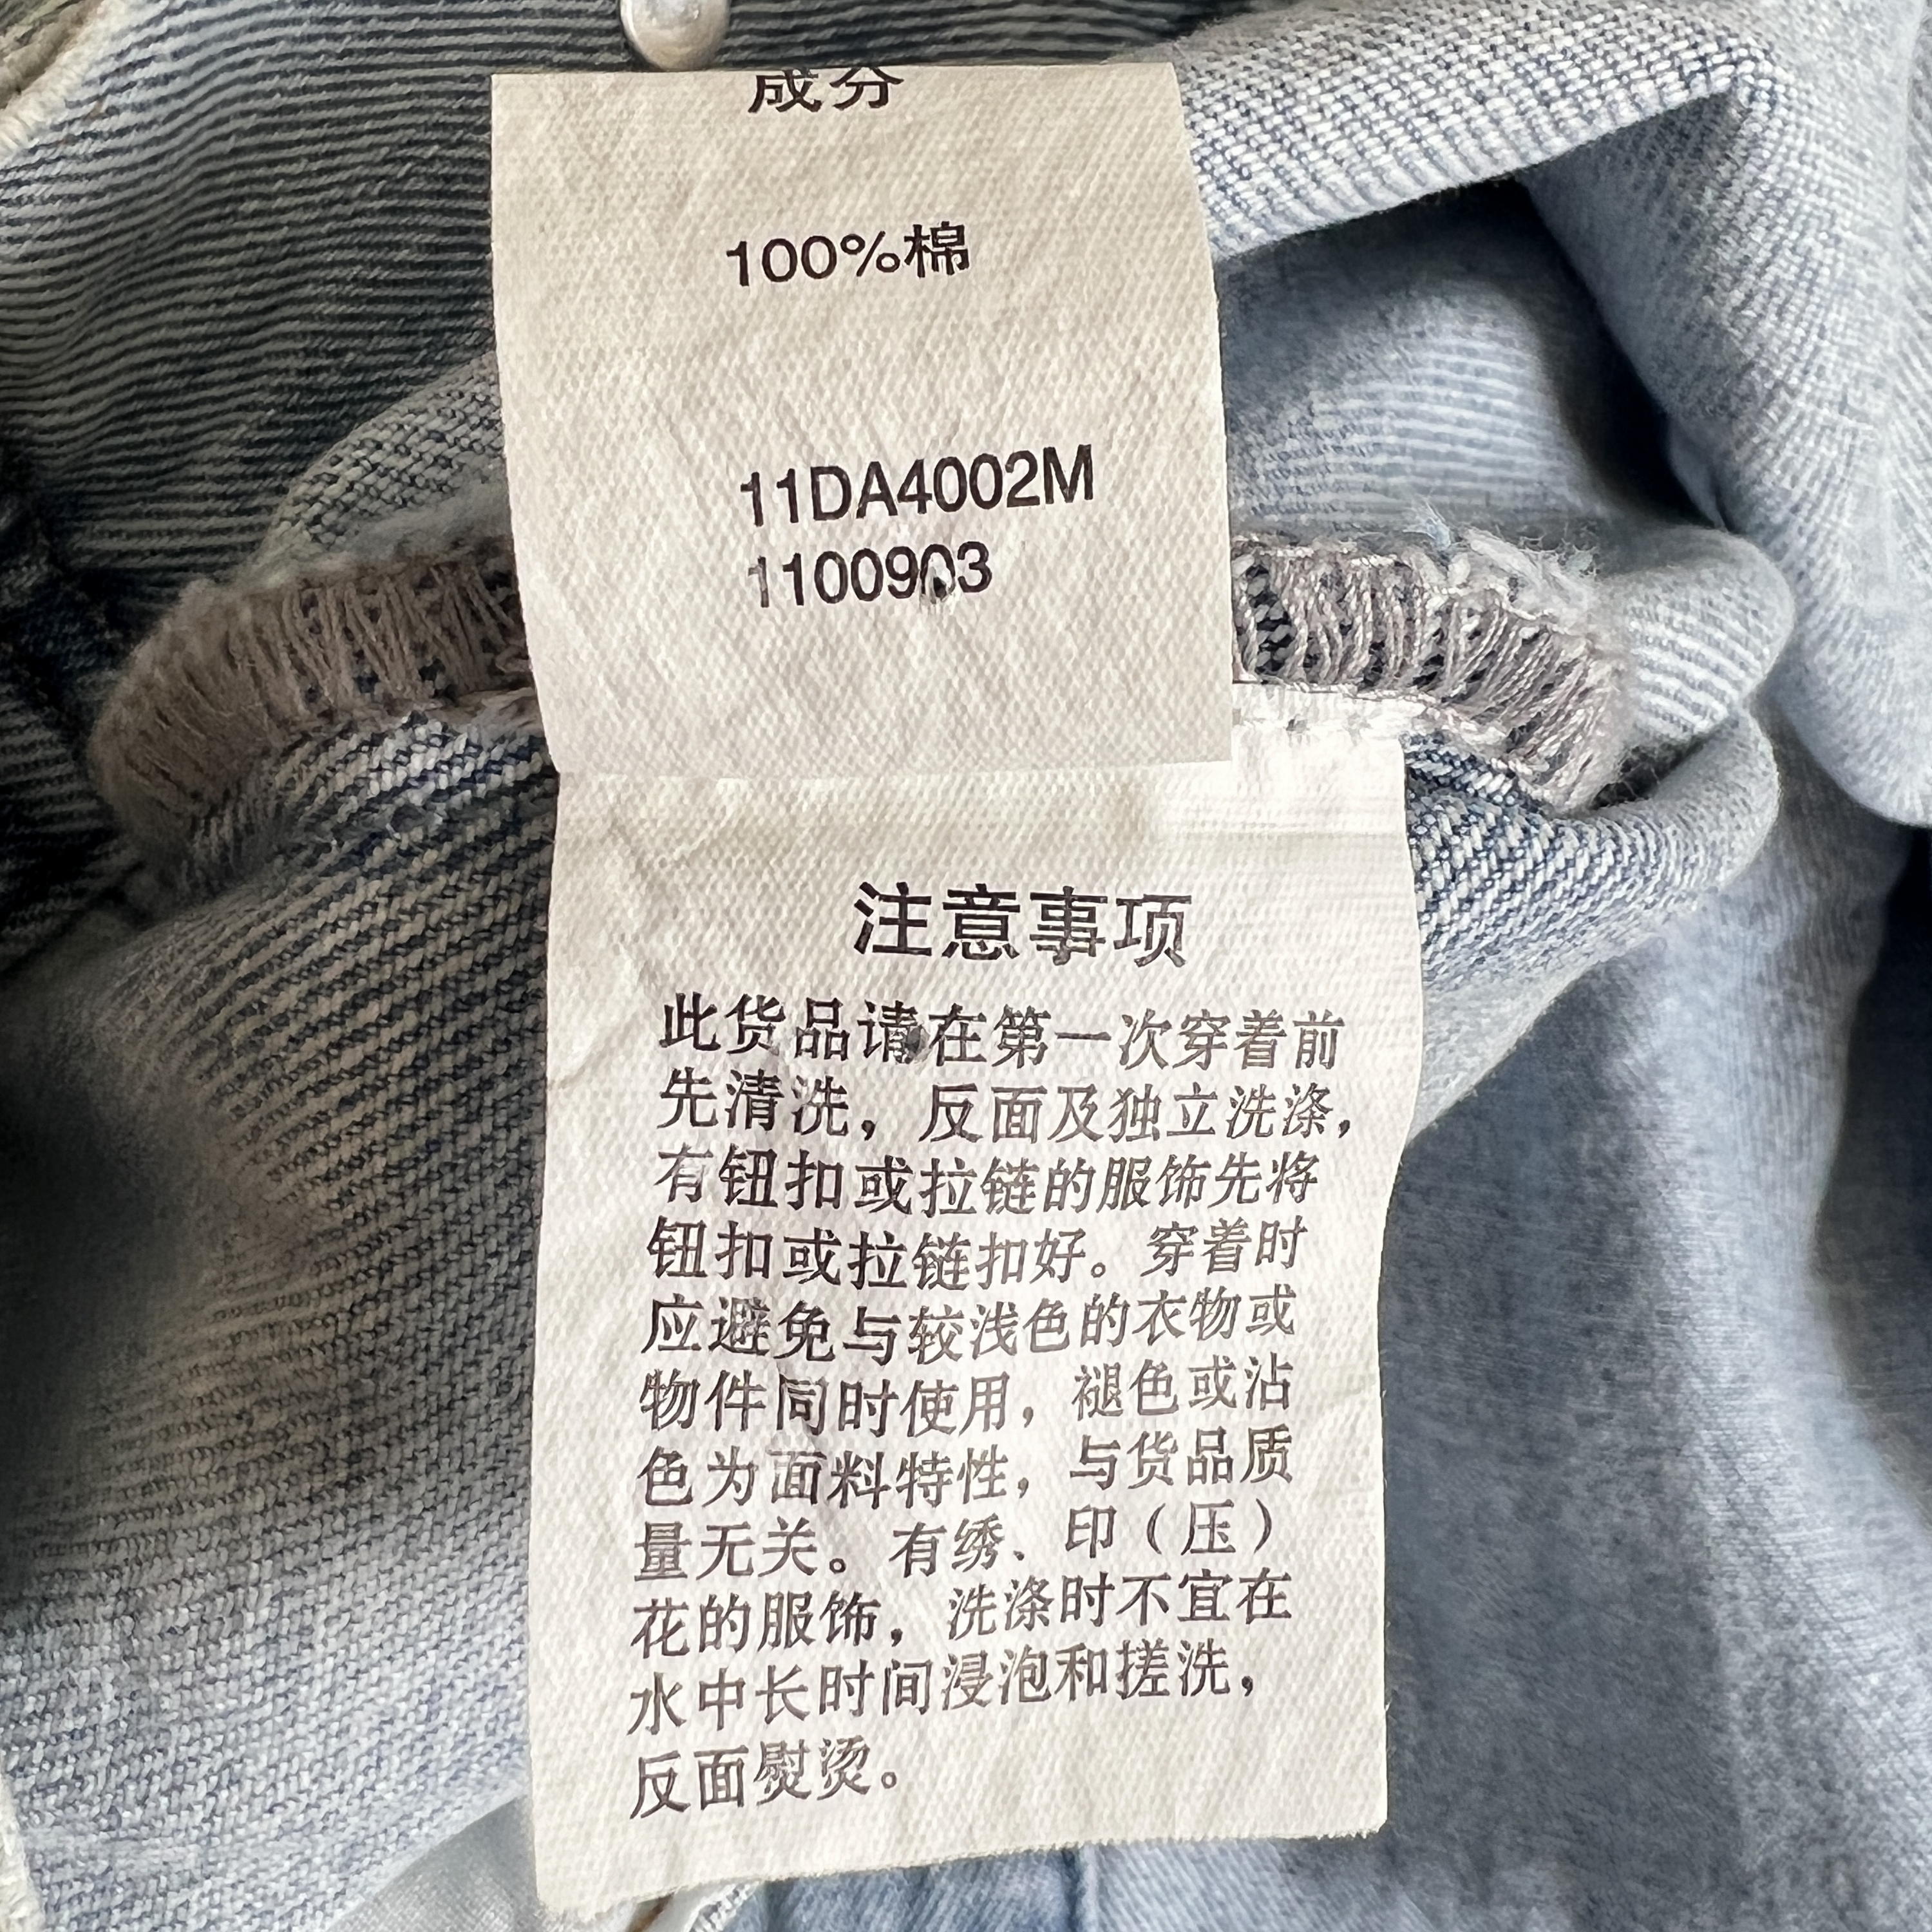 成分
100%棉
11DA4002M
1100903
注意事项
此货品请在第一次穿着前
先清洗，反面及独立洗涤，
有钮扣或拉链的服饰先将
钮扣或拉链扣好。穿着时
应避免与较浅色的衣物或
物件同时使用，褪色或沾
色为面料特性，与货品质
量无关。有绣、印（压）
花的服饰，洗涤时不宜在
水中长时间浸泡和搓洗，
反面熨烫。